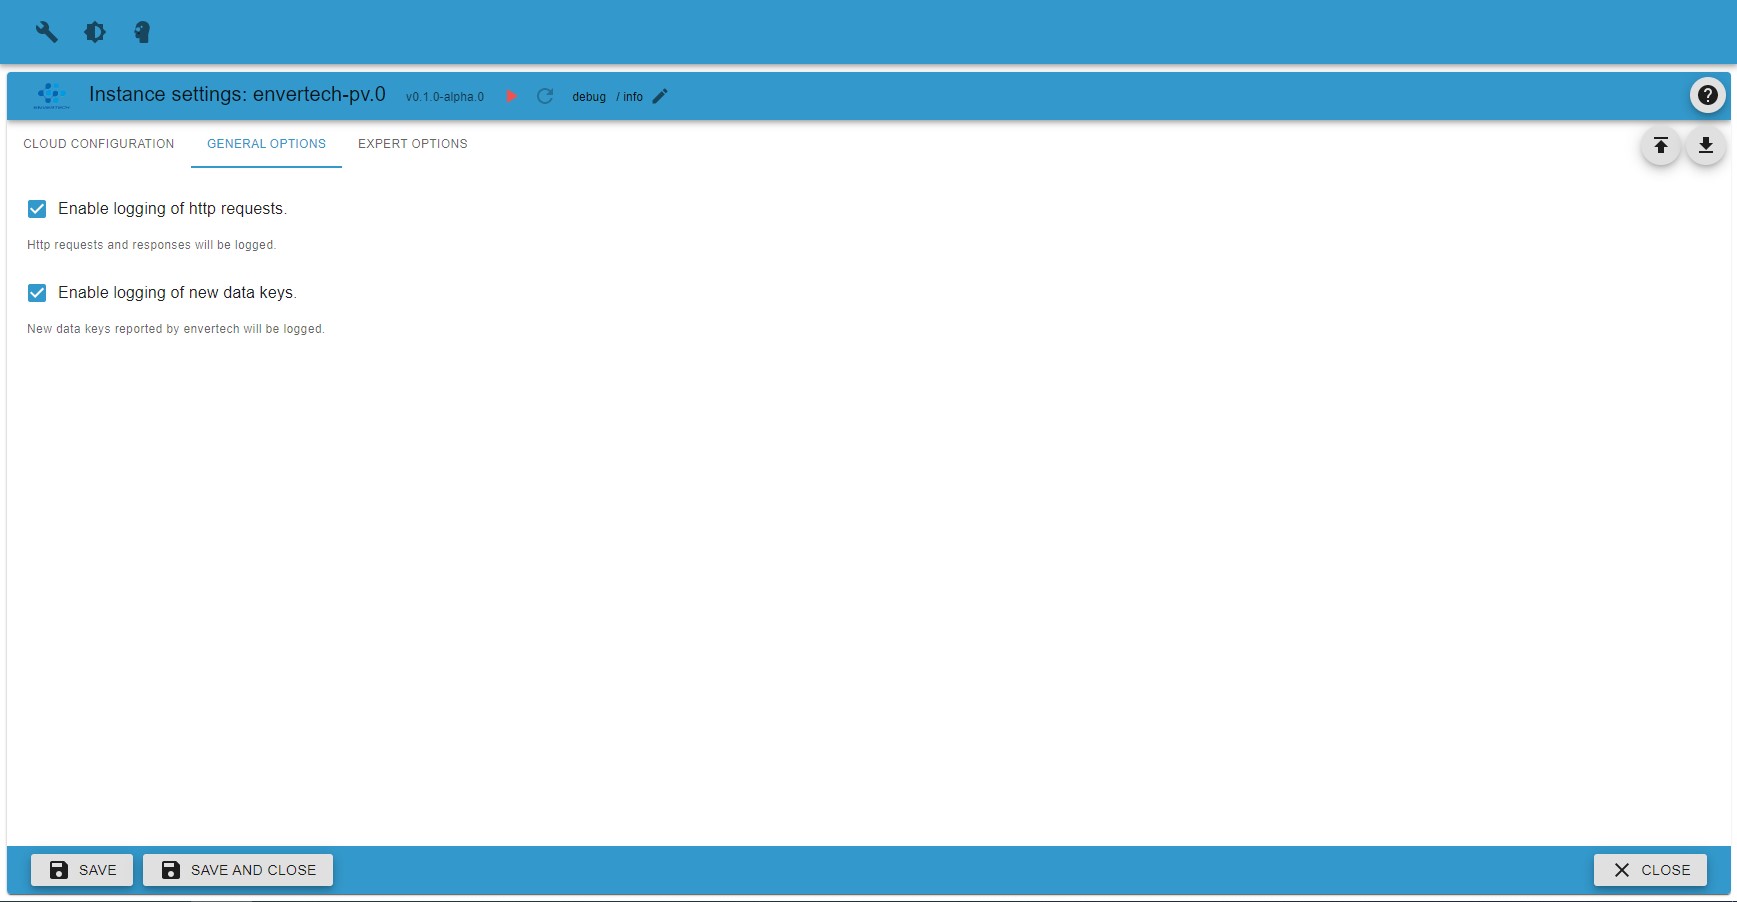 Instance settings: envertech-pv.0 v0.1.0-alpha.0 debug / info
CLOUD CONFIGURATION GENERAL OPTIONS EXPERT OPTIONS
Enable logging of http requests.
Http requests and responses will be logged.
Enable logging of new data keys.
New data keys reported by envertech will be logged.
SAVE SAVE AND CLOSE CLOSE